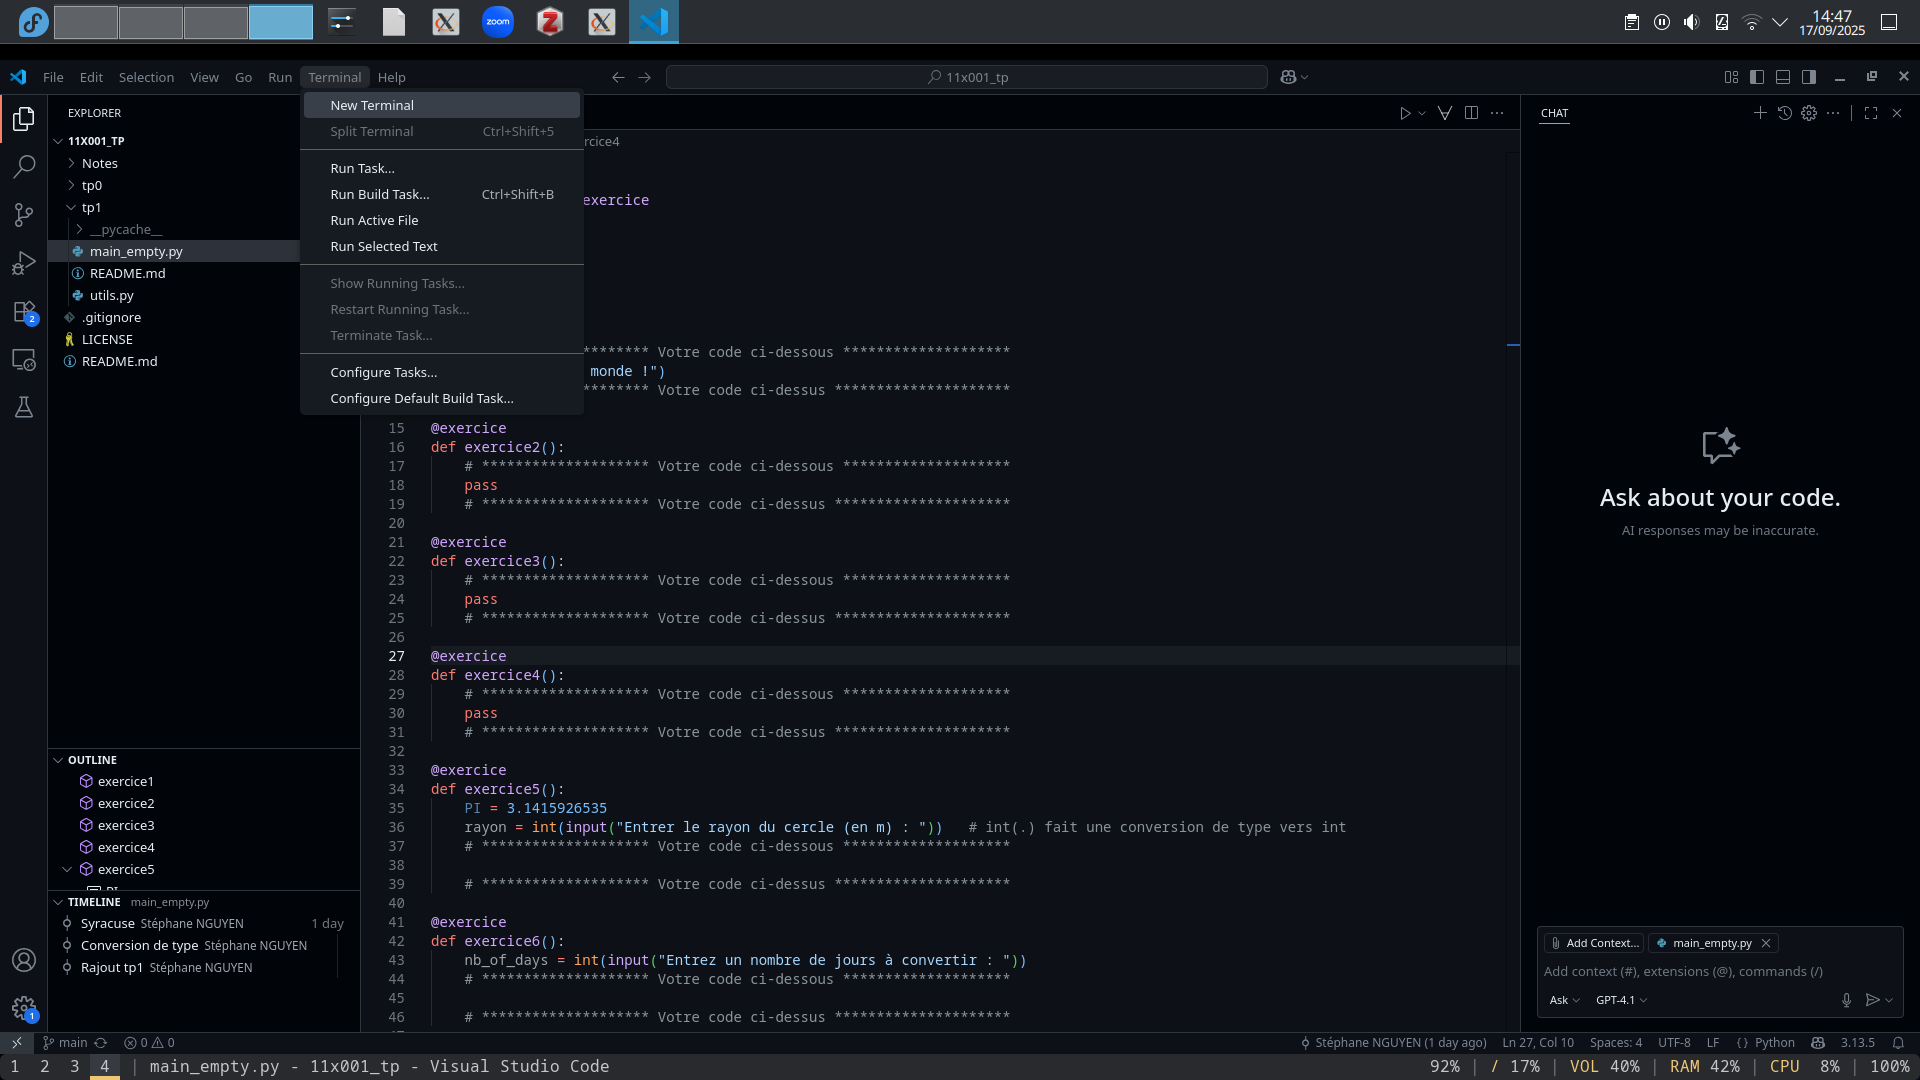 zoom
14:47
17/09/2025
File Edit Selection View Go Run Terminal Help
11x001_tp
EXPLORER
11X001_TP
Notes
tp0
tp1
__pycache__
main_empty.py
README.md
utils.py
.gitignore
LICENSE
README.md
New Terminal
Split Terminal Ctrl+Shift+5
Run Task...
Run Build Task... Ctrl+Shift+B
Run Active File
Run Selected Text
Show Running Tasks...
Restart Running Task...
Terminate Task...
Configure Tasks...
Configure Default Build Task...
rcice4
exercice
******** Votre code ci-dessous ********************
monde !")
******** Votre code ci-dessus *********************
15 @exercice
16 def exercice2():
17 # ******************** Votre code ci-dessous ********************
18 pass
19 # ******************** Votre code ci-dessus *********************
20
21 @exercice
22 def exercice3():
23 # ******************** Votre code ci-dessous ********************
24 pass
25 # ******************** Votre code ci-dessus *********************
26
27 @exercice
28 def exercice4():
29 # ******************** Votre code ci-dessous ********************
30 pass
31 # ******************** Votre code ci-dessus *********************
32
33 @exercice
34 def exercice5():
35 PI = 3.1415926535
36 rayon = int(input("Entrer le rayon du cercle (en m) : ")) # int(.) fait une conversion de type vers int
37 # ******************** Votre code ci-dessous ********************
38
39 # ******************** Votre code ci-dessus *********************
40
41 @exercice
42 def exercice6():
43 nb_of_days = int(input("Entrez un nombre de jours à convertir : "))
44 # ******************** Votre code ci-dessous ********************
45
46 # ******************** Votre code ci-dessus *********************
OUTLINE
exercice1
exercice2
exercice3
exercice4
exercice5
PI
TIMELINE main_empty.py
Syracuse Stéphane NGUYEN 1 day
Conversion de type Stéphane NGUYEN
Rajout tp1 Stéphane NGUYEN
2
1
CHAT
Ask about your code.
AI responses may be inaccurate.
Add Context... main_empty.py
Add context (#), extensions (@), commands (/)
Ask GPT-4.1
main 0 0 Stéphane NGUYEN (1 day ago) Ln 27, Col 10 Spaces: 4 UTF-8 LF {} Python 3.13.5
1 2 3 4 | main_empty.py - 11x001_tp - Visual Studio Code 92% | / 17% | VOL 40% | RAM 42% | CPU 8% | 100%